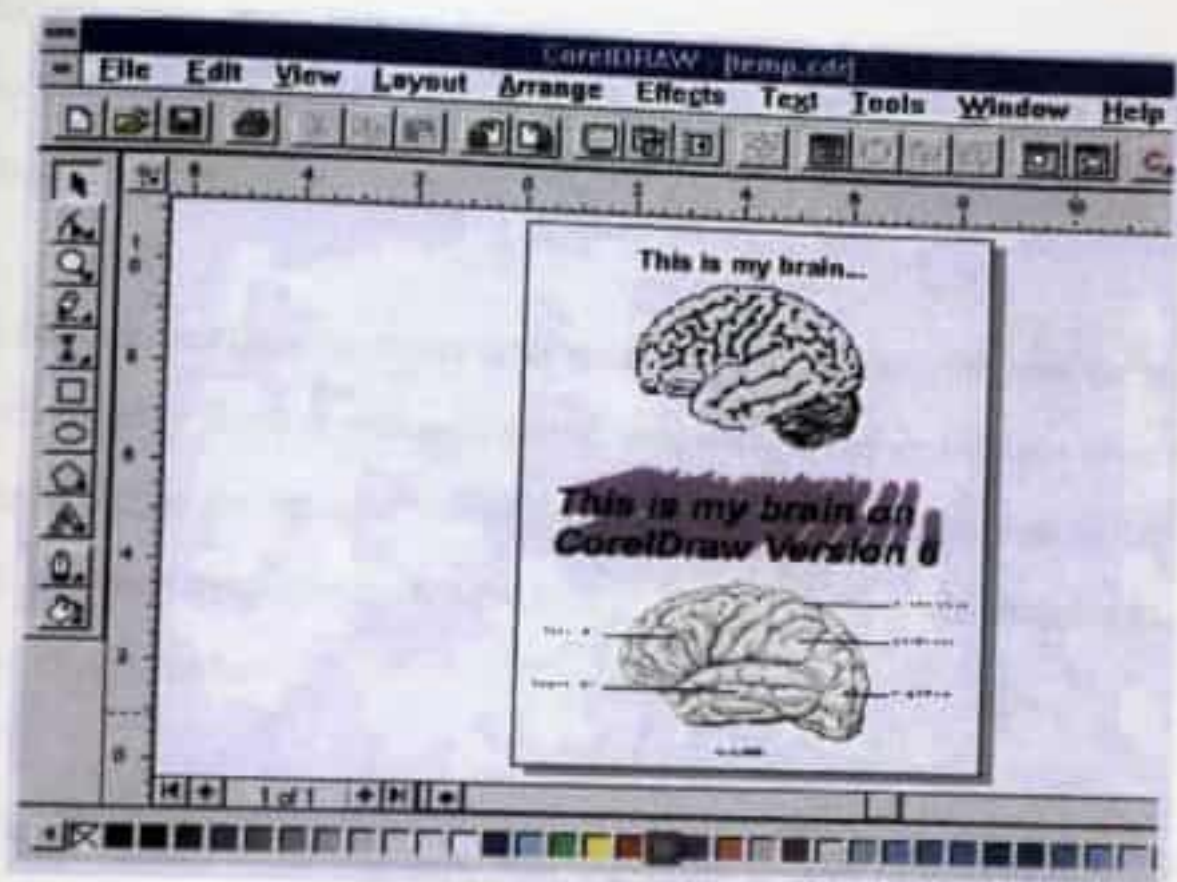 CorelDRAW - [temp.cdr]
File Edit View Layout Arrange Effects Text Tools Window Help
This is my brain...
This is my brain on
CorelDraw Version 6
1 of 1